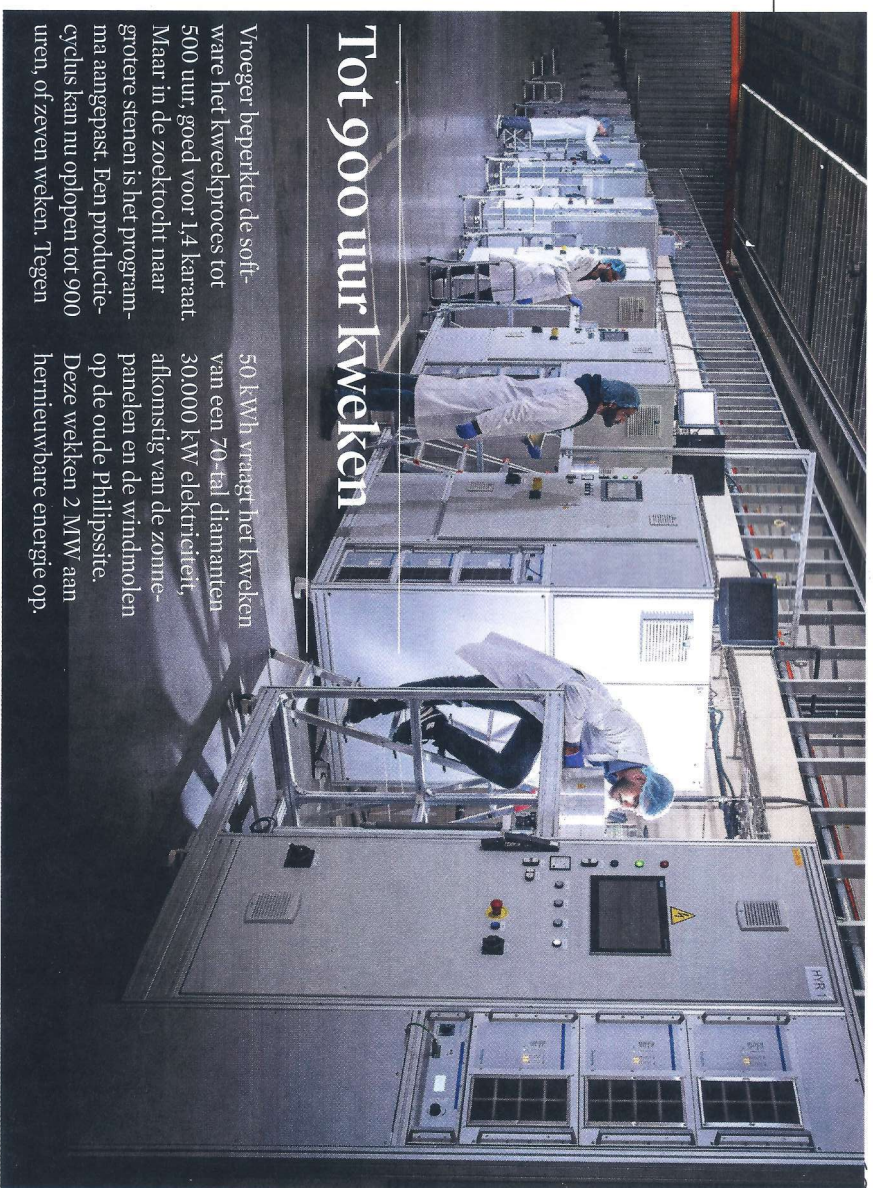 Tot 900 uur kweken
Vroeger beperkte de soft-
ware het kweekproces tot
500 uur, goed voor 1,4 karaat.
Maar in de zoektocht naar
grotere stenen is het program-
ma aangepast. Een productie-
cyclus kan nu oplopen tot 900
uren, of zeven weken. Tegen
50 kWh vraagt het kweken
van een 70-tal diamanten
30.000 kW elektriciteit,
afkomstig van de zonne-
panelen en de windmolen
op de oude Philipssite.
Deze wekken 2 MW aan
hernieuwbare energie op.
HYR 1